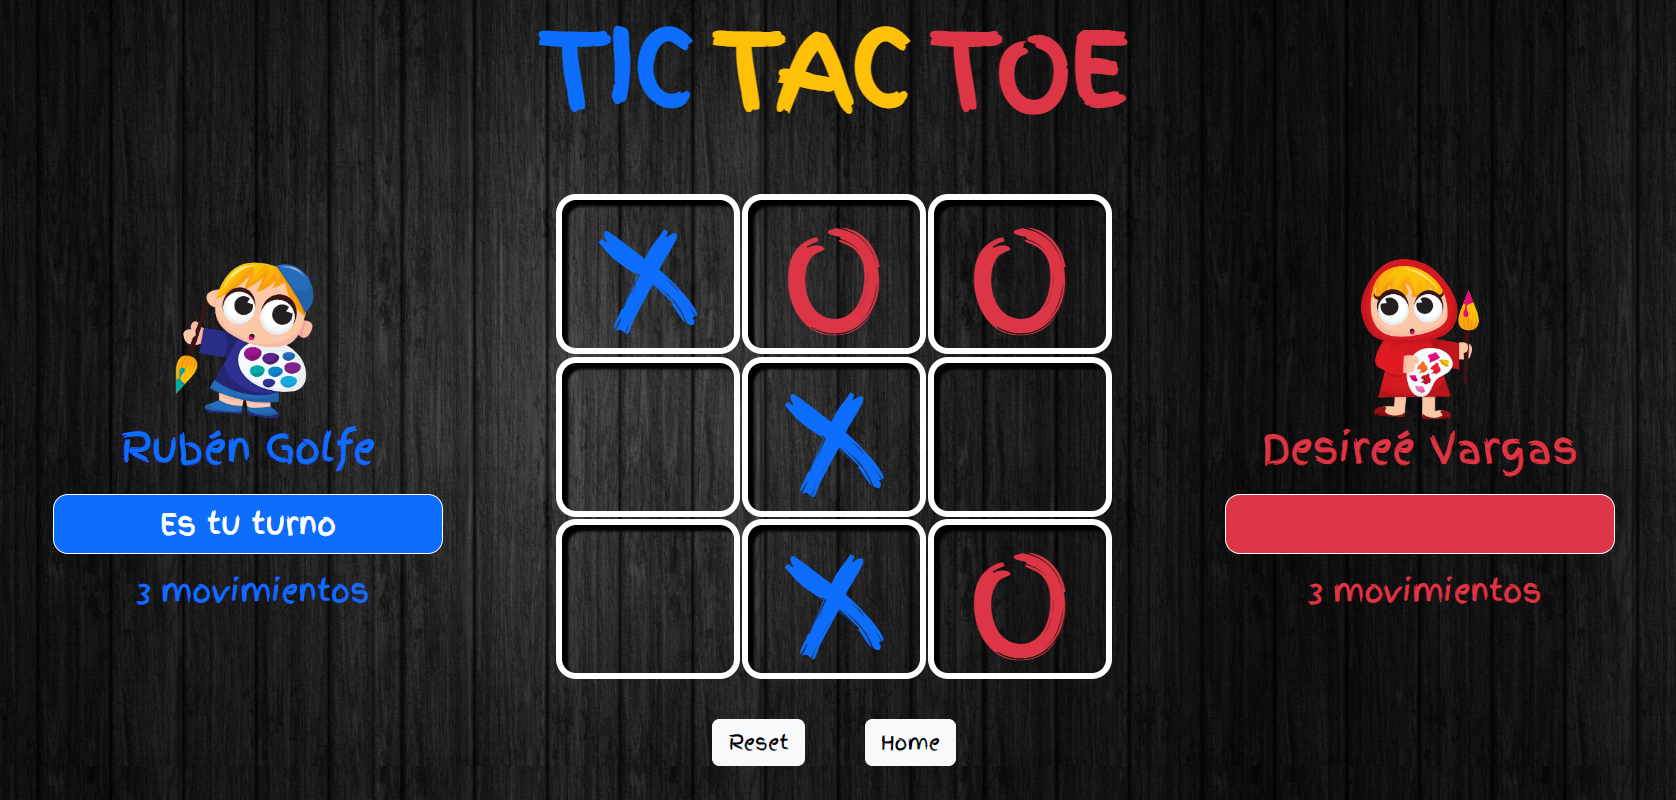 TIC TAC TOE
X O O
X
X O
Rubén Golfe
Es tu turno
3 movimientos
Desireé Vargas
3 movimientos
Reset
Home